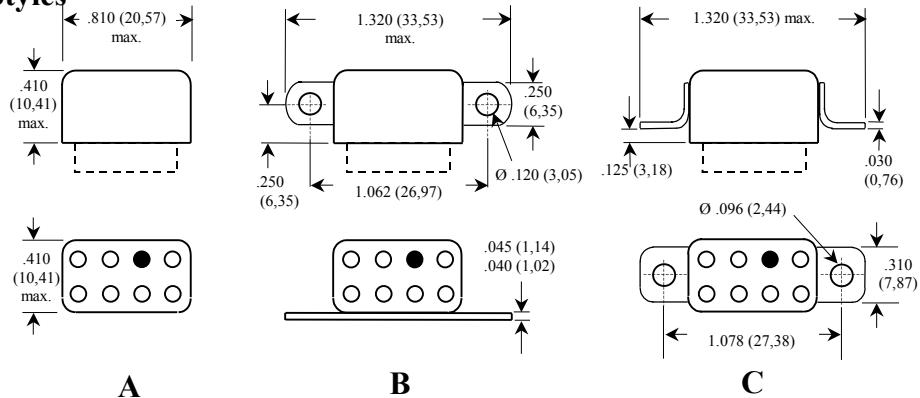 .810 (20,57)
max.
.410
(10,41)
max.
.410
(10,41)
max.
A
1.320 (33,53)
max.
.250
(6,35)
Ø .120 (3,05)
.250
(6,35)
1.062 (26,97)
.045 (1,14)
.040 (1,02)
B
1.320 (33,53) max.
.125 (3,18)
.030
(0,76)
Ø .096 (2,44)
.310
(7,87)
1.078 (27,38)
C